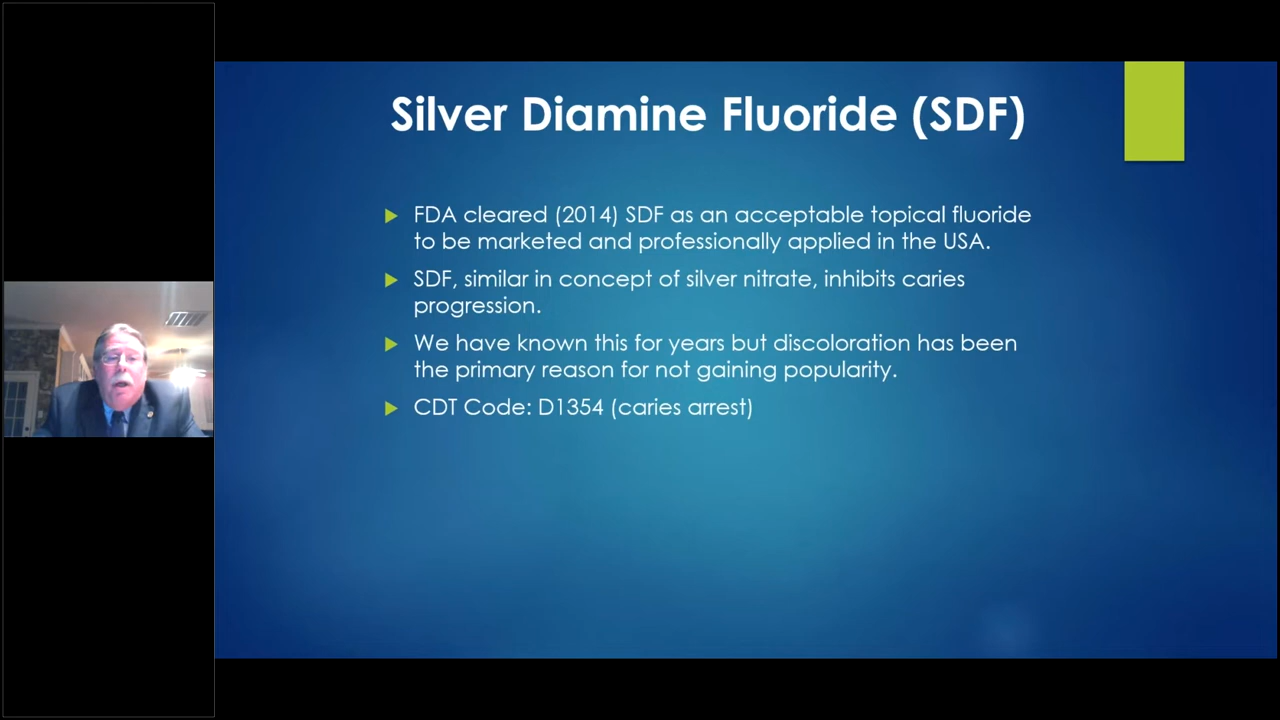 Silver Diamine Fluoride (SDF)
FDA cleared (2014) SDF as an acceptable topical fluoride
to be marketed and professionally applied in the USA.
SDF, similar in concept of silver nitrate, inhibits caries
progression.
We have known this for years but discoloration has been
the primary reason for not gaining popularity.
CDT Code: D1354 (caries arrest)